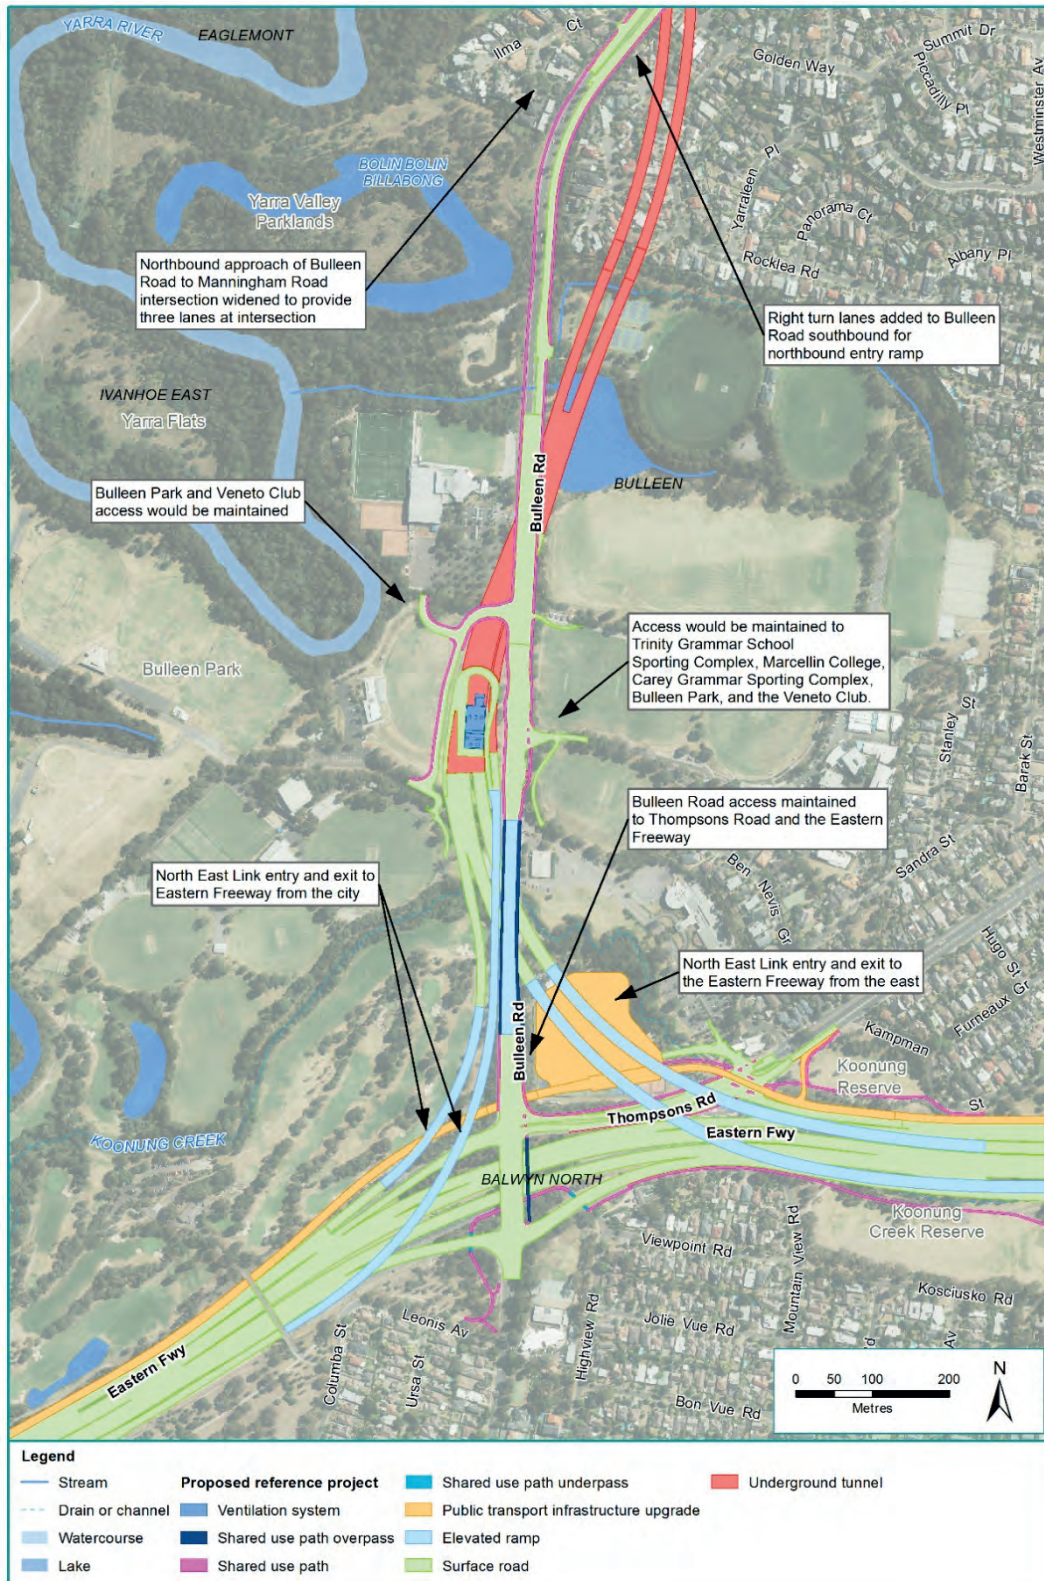 YARRA RIVER
EAGLEMONT
Ilma Ct
Golden Way
Summit Dr
Piccadilly Pl
Westminster Av
BOLIN BOLIN
BILLABONG
Yarra Valley
Parklands
Yarraleen Pl
Panorama Ct
Rocklea Rd
Albany Pl
Northbound approach of Bulleen
Road to Manningham Road
intersection widened to provide
three lanes at intersection
Right turn lanes added to Bulleen
Road southbound for
northbound entry ramp
IVANHOE EAST
Yarra Flats
Bulleen Rd
BULLEEN
Bulleen Park and Veneto Club
access would be maintained
Bulleen Park
Access would be maintained to
Trinity Grammar School
Sporting Complex, Marcellin College,
Carey Grammar Sporting Complex,
Bulleen Park, and the Veneto Club.
Stanley St
Barak St
Bulleen Road access maintained
to Thompsons Road and the Eastern
Freeway
Sandra St
Ben Nevis Gr
North East Link entry and exit to
Eastern Freeway from the city
Hugo St
Furneaux Gr
North East Link entry and exit to
the Eastern Freeway from the east
Bulleen Rd
Kampman St
Koonung
Reserve
Thompsons Rd
Eastern Fwy
KOONUNG CREEK
BALWYN NORTH
Koonung
Creek Reserve
Viewpoint Rd
Mountain View Rd
Kosciusko Rd
Leonis Av
Highview Rd
Jolie Vue Rd
Rd
Av
Columba St
Ursa St
Eastern Fwy
Bon Vue Rd
0 50 100 200
Metres
N
Legend
Stream
Drain or channel
Watercourse
Lake
Proposed reference project
Ventilation system
Shared use path overpass
Shared use path
Shared use path underpass
Public transport infrastructure upgrade
Elevated ramp
Surface road
Underground tunnel